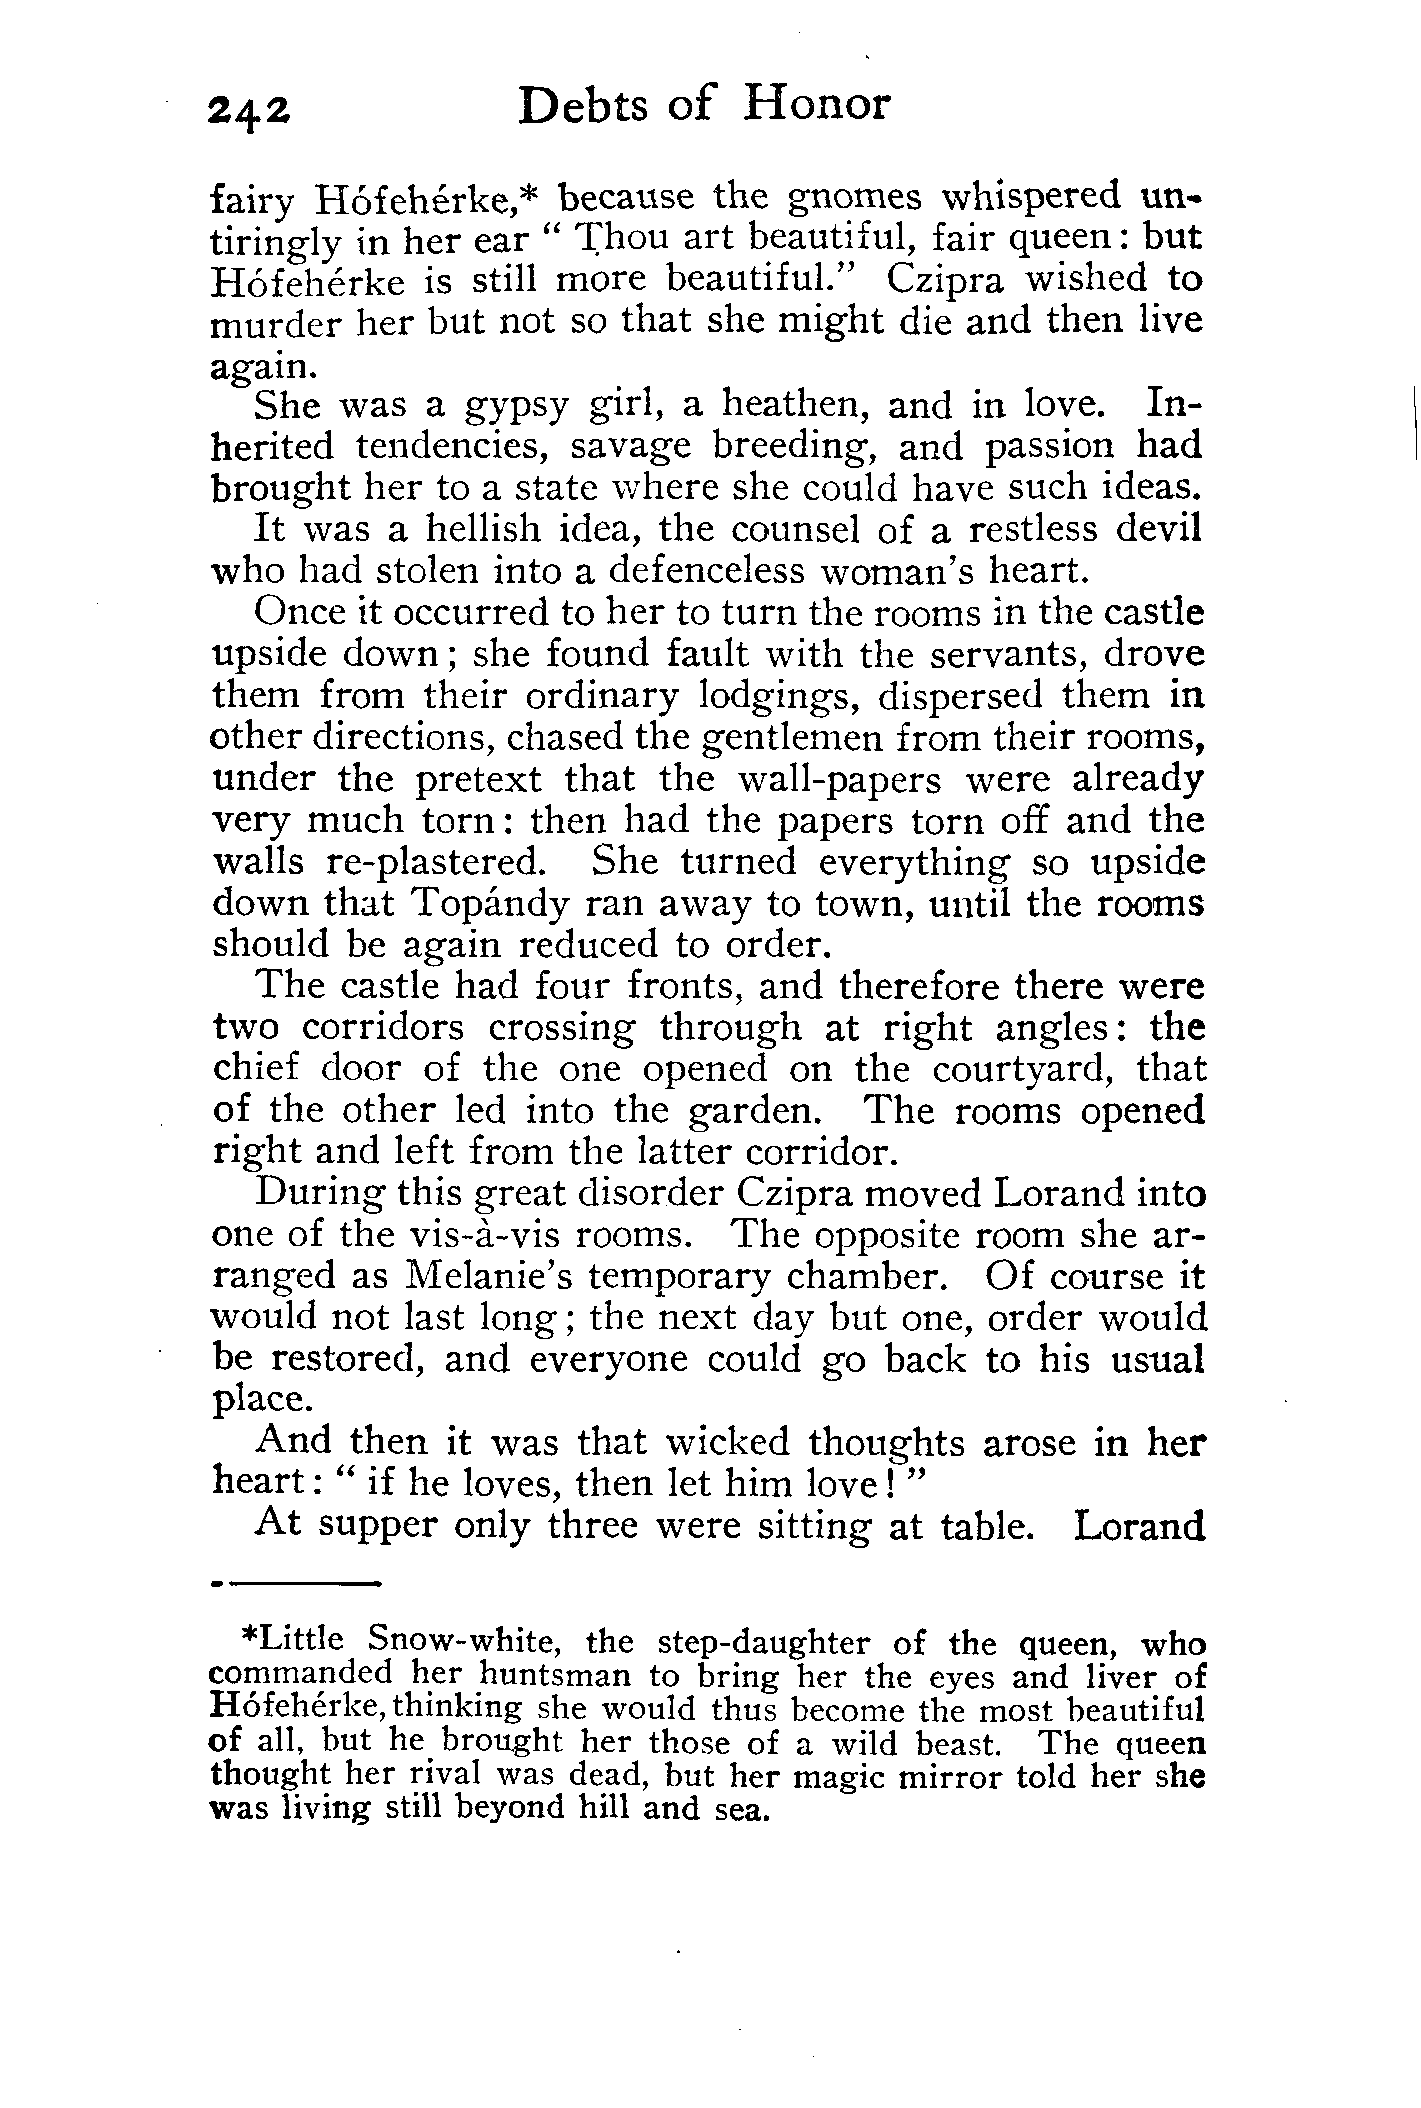 242 Debts of Honor
fairy Hófehérke,* because the gnomes whispered un-
tiringly in her ear “ Thou art beautiful, fair queen : but
Hófehérke is still more beautiful.” Czipra wished to
murder her but not so that she might die and then live
again.
She was a gypsy girl, a heathen, and in love. In-
herited tendencies, savage breeding, and passion had
brought her to a state where she could have such ideas.
It was a hellish idea, the counsel of a restless devil
who had stolen into a defenceless woman's heart.
Once it occurred to her to turn the rooms in the castle
upside down ; she found fault with the servants, drove
them from their ordinary lodgings, dispersed them in
other directions, chased the gentlemen from their rooms,
under the pretext that the wall-papers were already
very much torn : then had the papers torn off and the
walls re-plastered. She turned everything so upside
down that Topándy ran away to town, until the rooms
should be again reduced to order.
The castle had four fronts, and therefore there were
two corridors crossing through at right angles : the
chief door of the one opened on the courtyard, that
of the other led into the garden. The rooms opened
right and left from the latter corridor.
During this great disorder Czipra moved Lorand into
one of the vis-à-vis rooms. The opposite room she ar-
ranged as Melanie's temporary chamber. Of course it
would not last long ; the next day but one, order would
be restored, and everyone could go back to his usual
place.
And then it was that wicked thoughts arose in her
heart : “ if he loves, then let him love ! ”
At supper only three were sitting at table. Lorand
*Little Snow-white, the step-daughter of the queen, who
commanded her huntsman to bring her the eyes and liver of
Hófehérke, thinking she would thus become the most beautiful
of all, but he brought her those of a wild beast. The queen
thought her rival was dead, but her magic mirror told her she
was living still beyond hill and sea.